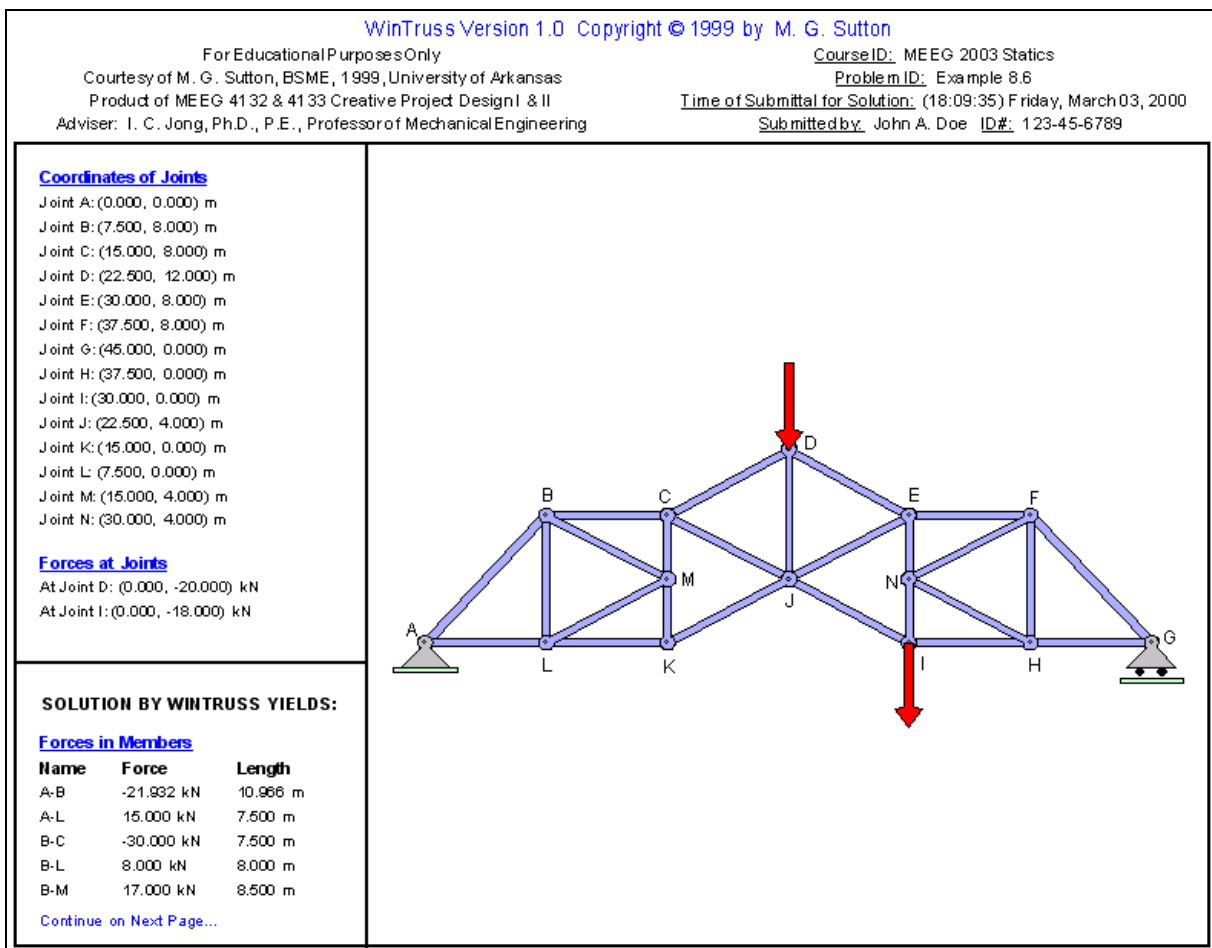 WinTruss Version 1.0 Copyright © 1999 by M. G. Sutton
For Educational Purposes Only
Courtesy of M. G. Sutton, BSME, 1999, University of Arkansas
Product of MEEG 4132 & 4133 Creative Project Design I & II
Adviser: I. C. Jong, Ph.D., P.E., Professor of Mechanical Engineering
Course ID: MEEG 2003 Statics
Problem ID: Example 8.6
Time of Submittal for Solution: (18:09:35) Friday, March 03, 2000
Submitted by: John A. Doe ID#: 123-45-6789
Coordinates of Joints
Joint A: (0.000, 0.000) m
Joint B: (7.500, 8.000) m
Joint C: (15.000, 8.000) m
Joint D: (22.500, 12.000) m
Joint E: (30.000, 8.000) m
Joint F: (37.500, 8.000) m
Joint G: (45.000, 0.000) m
Joint H: (37.500, 0.000) m
Joint I: (30.000, 0.000) m
Joint J: (22.500, 4.000) m
Joint K: (15.000, 0.000) m
Joint L: (7.500, 0.000) m
Joint M: (15.000, 4.000) m
Joint N: (30.000, 4.000) m
Forces at Joints
At Joint D: (0.000, -20.000) kN
At Joint I: (0.000, -18.000) kN
SOLUTION BY WINTRUSS YIELDS:
Forces in Members
Name Force Length
A-B -21.932 kN 10.966 m
A-L 15.000 kN 7.500 m
B-C -30.000 kN 7.500 m
B-L 8.000 kN 8.000 m
B-M 17.000 kN 8.500 m
Continue on Next Page...
D
B C E F
M J N
A G
L K I H